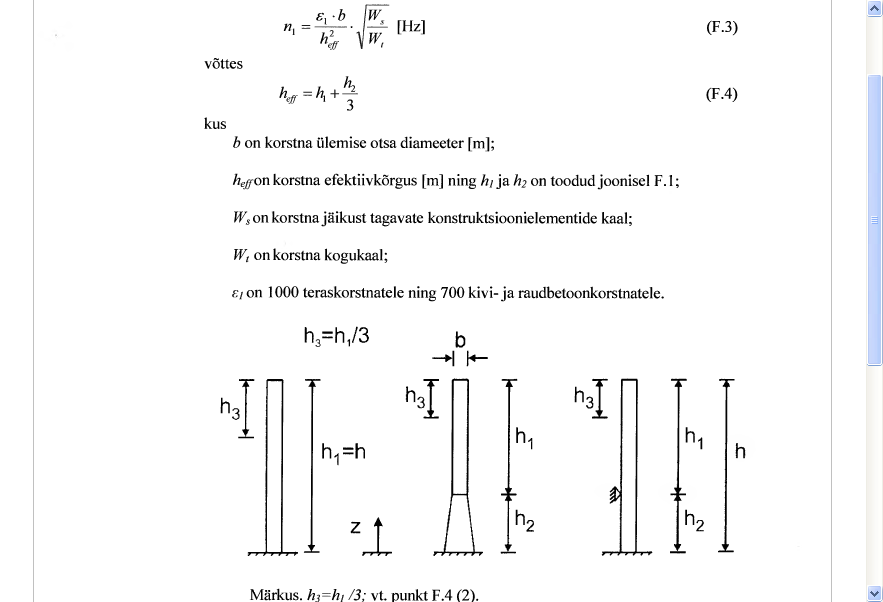 n₁ = (ε₁ · b / h²eff) · √(Wₛ / Wₜ) [Hz] (F.3)
võttes
heff = h₁ + h₂/3 (F.4)
kus
b on korstna ülemise otsa diameeter [m];
heff on korstna efektiivkõrgus [m] ning h₁ ja h₂ on toodud joonisel F.1;
Wₛ on korstna jäikust tagavate konstruktsioonielementide kaal;
Wₜ on korstna kogukaal;
ε₁ on 1000 teraskorstnatele ning 700 kivi- ja raudbetoonkorstnatele.
h₃=h₁/3
b
h₃ h₃ h₃
h₁=h h₁ h₁ h
z h₂ h₂
Märkus. h₃=h₁ /3; vt. punkt F.4 (2).